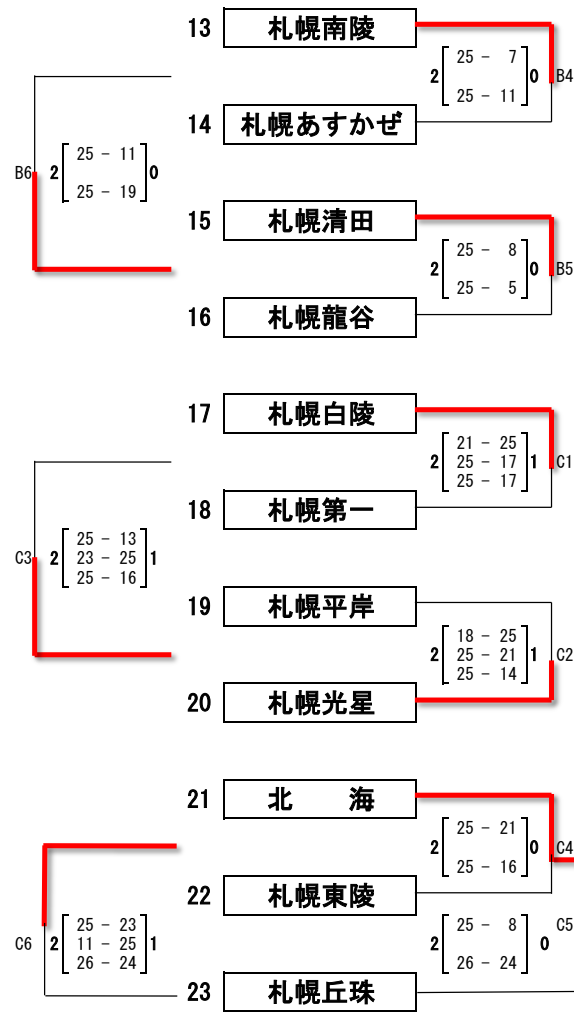 13 札幌南陵
2 25 - 7 0 B4
25 - 11
14 札幌あすかぜ
B6 2 25 - 11 0
25 - 19
15 札幌清田
2 25 - 8 0 B5
25 - 5
16 札幌龍谷
17 札幌白陵
21 - 25
2 25 - 17 1 C1
25 - 17
18 札幌第一
25 - 13
C3 2 23 - 25 1
25 - 16
19 札幌平岸
18 - 25
2 25 - 21 1 C2
25 - 14
20 札幌光星
21 北 海
2 25 - 21 0 C4
25 - 16
22 札幌東陵
25 - 23
C6 2 11 - 25 1
26 - 24
2 25 - 8 0 C5
26 - 24
23 札幌丘珠